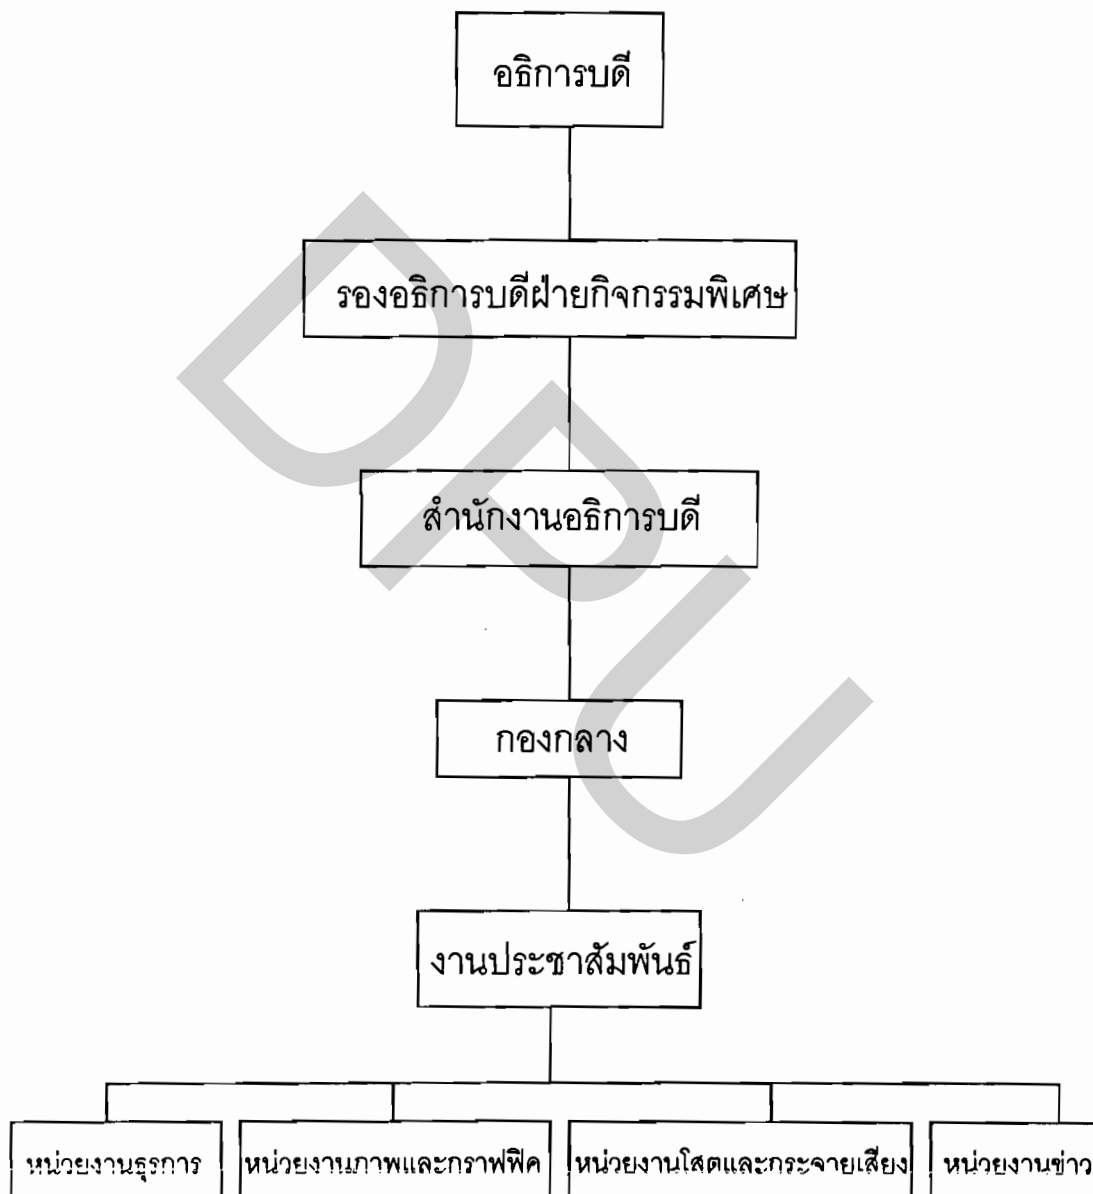 อธิการบดี
รองอธิการบดีฝ่ายกิจกรรมพิเศษ
สำนักงานอธิการบดี
กองกลาง
งานประชาสัมพันธ์
หน่วยงานธุรการ
หน่วยงานภาพและกราฟฟิค
หน่วยงานโสตและกระจายเสียง
หน่วยงานข่าว
DPU